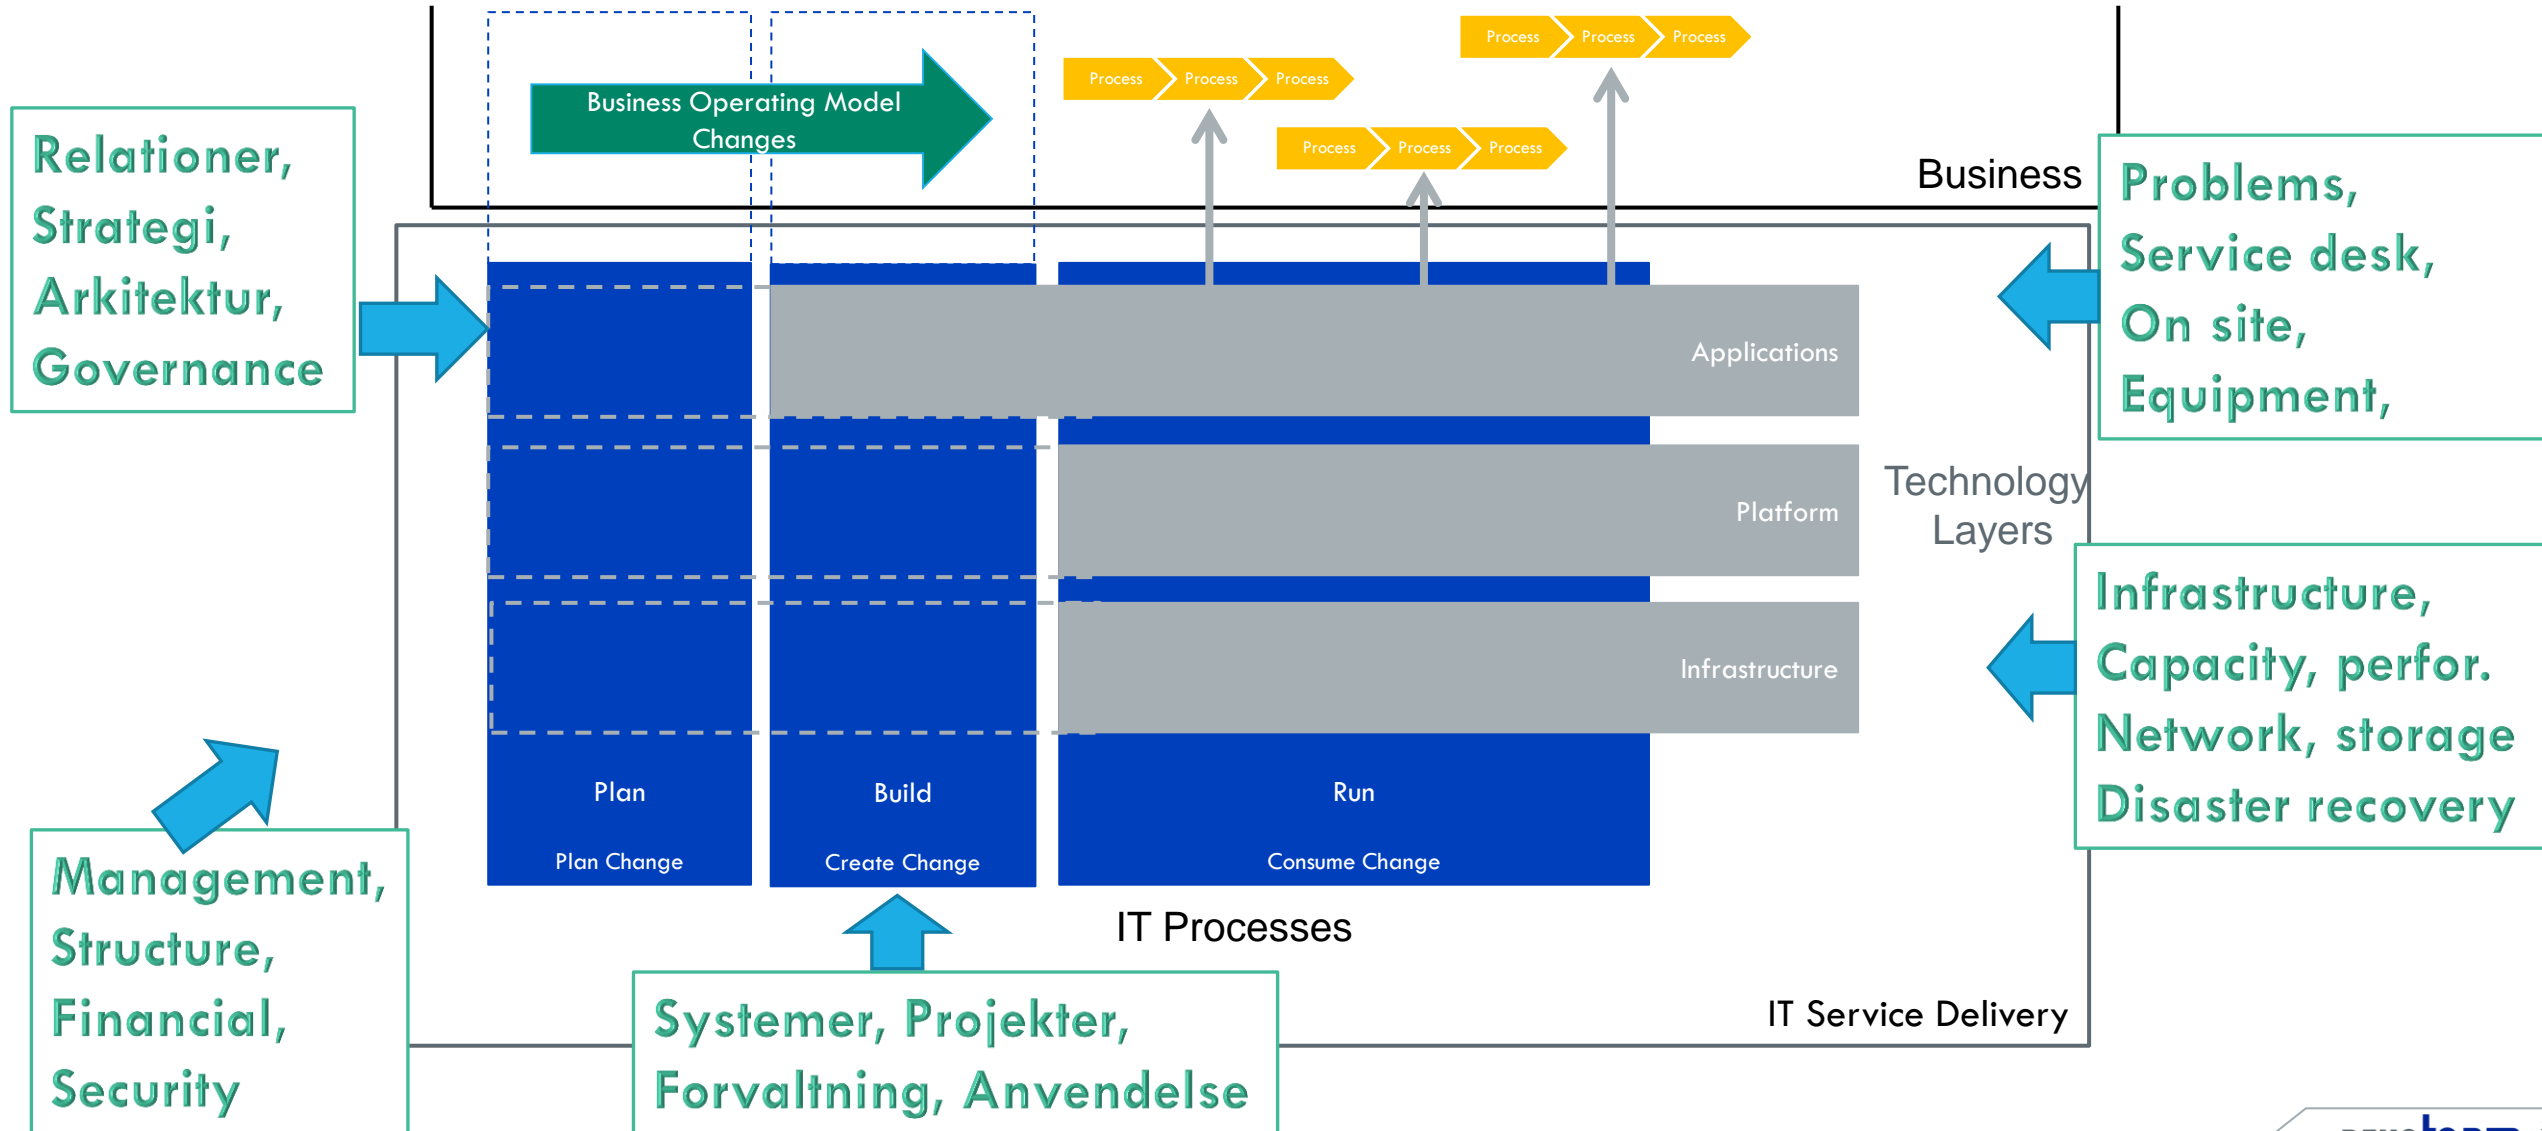 Process Process Process
Process Process Process
Business Operating Model
Changes
Process Process Process
Business
Relationer,
Strategi,
Arkitektur,
Governance
Problems,
Service desk,
On site,
Equipment,
Applications
Platform
Technology
Layers
Infrastructure
Infrastructure,
Capacity, perfor.
Network, storage
Disaster recovery
Plan
Build
Run
Plan Change
Create Change
Consume Change
IT Processes
Management,
Structure,
Financial,
Security
Systemer, Projekter,
Forvaltning, Anvendelse
IT Service Delivery